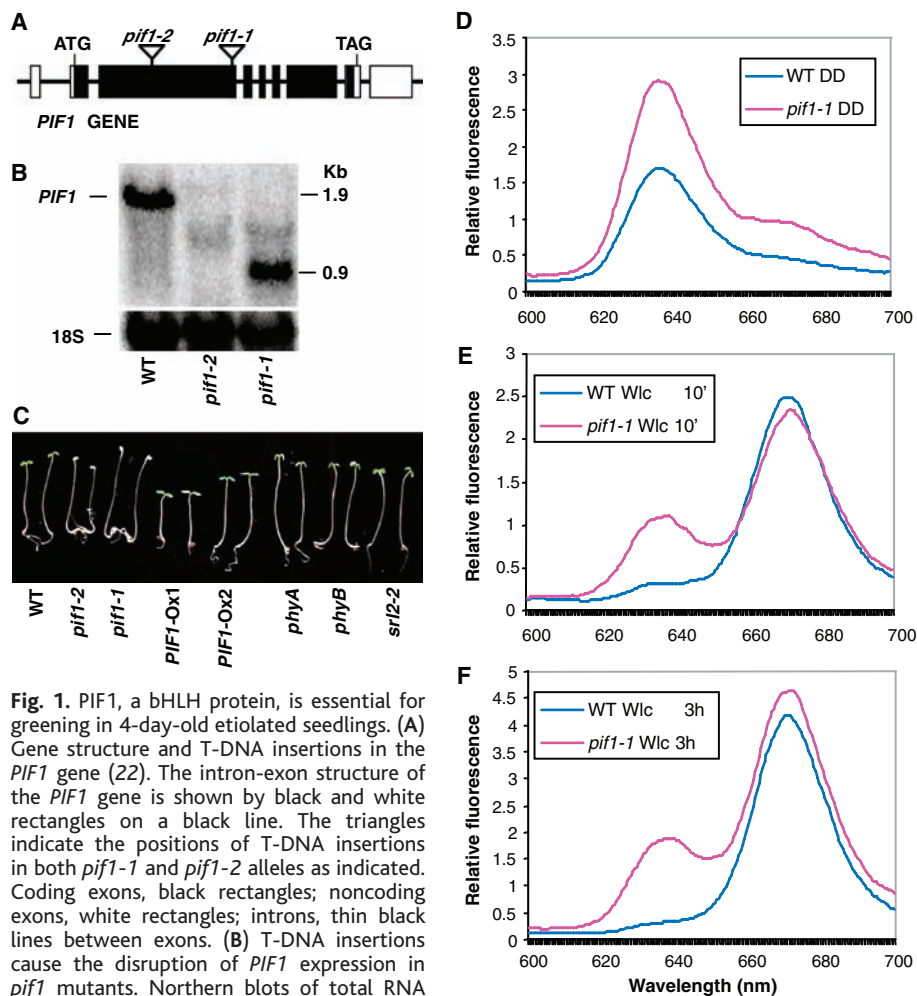 A
pif1-2 pif1-1
ATG TAG
PIF1 GENE
B
Kb
PIF1 1.9
0.9
18S
WT
pif1-2
pif1-1
C
WT
pif1-2
pif1-1
PIF1-Ox1
PIF1-Ox2
phyA
phyB
srl2-2
Fig. 1. PIF1, a bHLH protein, is essential for
greening in 4-day-old etiolated seedlings. (A)
Gene structure and T-DNA insertions in the
PIF1 gene (22). The intron-exon structure of
the PIF1 gene is shown by black and white
rectangles on a black line. The triangles
indicate the positions of T-DNA insertions
in both pif1-1 and pif1-2 alleles as indicated.
Coding exons, black rectangles; noncoding
exons, white rectangles; introns, thin black
lines between exons. (B) T-DNA insertions
cause the disruption of PIF1 expression in
pif1 mutants. Northern blots of total RNA
D
Relative fluorescence
3.5
3
2.5
2
1.5
1
0.5
0
WT DD
pif1-1 DD
600 620 640 660 680 700
E
Relative fluorescence
3
2.5
2
1.5
1
0.5
0
WT Wlc 10'
pif1-1 Wlc 10'
600 620 640 660 680 700
F
Relative fluorescence
5
4.5
4
3.5
3
2.5
2
1.5
1
0.5
0
WT Wlc 3h
pif1-1 Wlc 3h
600 620 640 660 680 700
Wavelength (nm)